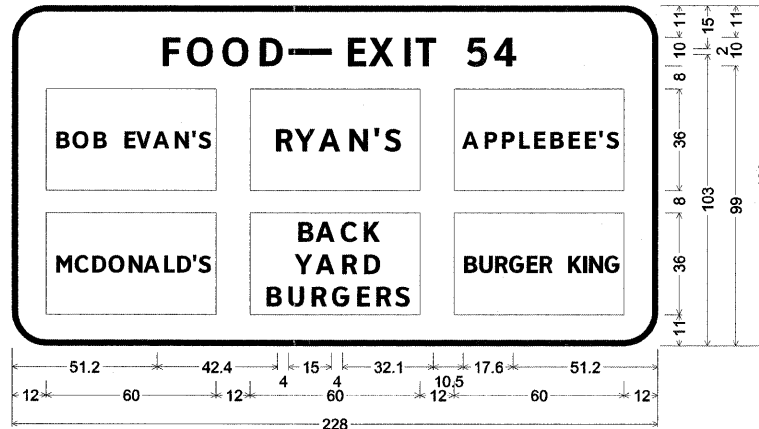 FOOD — EXIT 54
BOB EVAN'S RYAN'S APPLEBEE'S
MCDONALD'S BACK YARD BURGERS BURGER KING
11 10 8 36 8 36 11
15 2 103
11 10 99
51.2 42.4 4 15 4 32.1 10.5 17.6 51.2
12 60 12 60 12 60 12
228